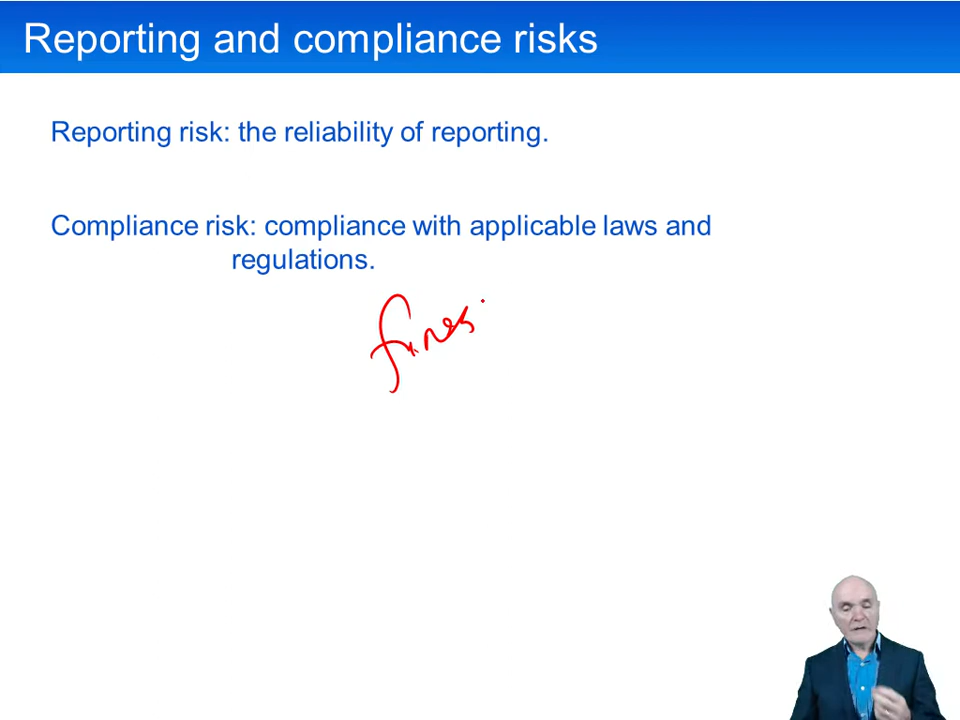 Reporting and compliance risks
Reporting risk: the reliability of reporting.
Compliance risk: compliance with applicable laws and
regulations.
fines